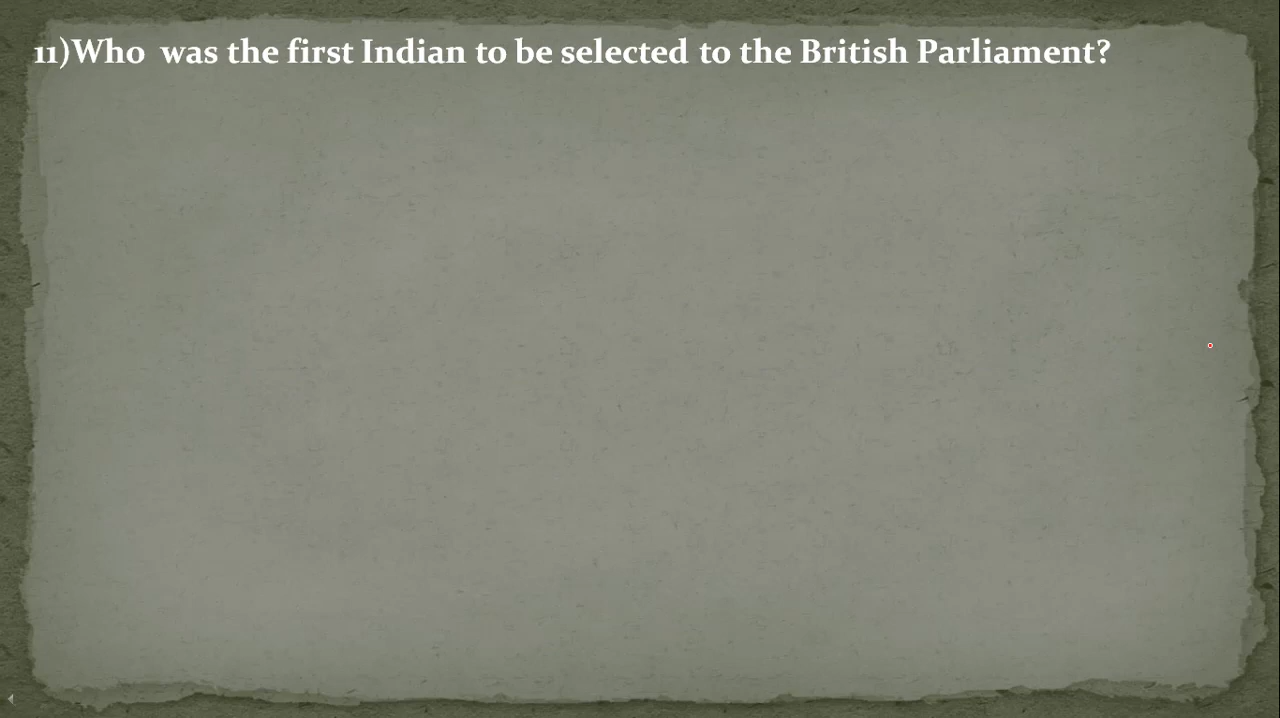 11)Who was the first Indian to be selected to the British Parliament?